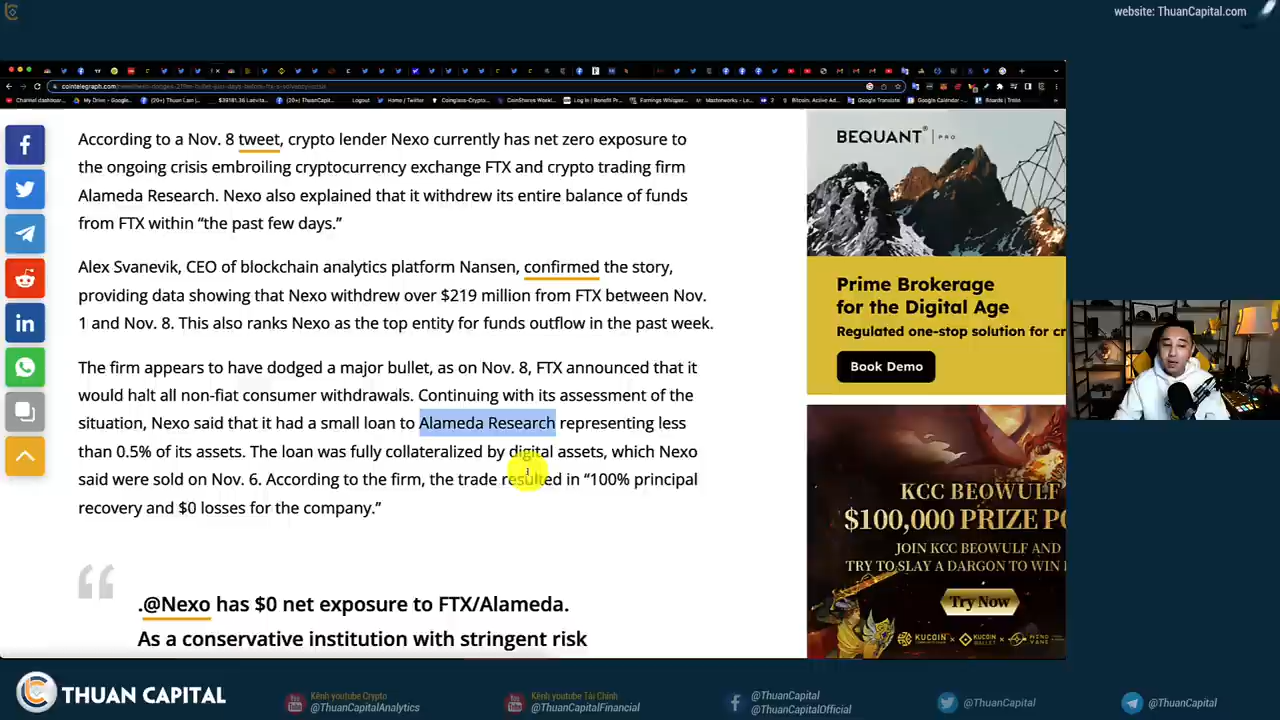 website: ThuanCapital.com
According to a Nov. 8 tweet, crypto lender Nexo currently has net zero exposure to
the ongoing crisis embroiling cryptocurrency exchange FTX and crypto trading firm
Alameda Research. Nexo also explained that it withdrew its entire balance of funds
from FTX within “the past few days.”
Alex Svanevik, CEO of blockchain analytics platform Nansen, confirmed the story,
providing data showing that Nexo withdrew over $219 million from FTX between Nov.
1 and Nov. 8. This also ranks Nexo as the top entity for funds outflow in the past week.
The firm appears to have dodged a major bullet, as on Nov. 8, FTX announced that it
would halt all non-fiat consumer withdrawals. Continuing with its assessment of the
situation, Nexo said that it had a small loan to Alameda Research representing less
than 0.5% of its assets. The loan was fully collateralized by digital assets, which Nexo
said were sold on Nov. 6. According to the firm, the trade resulted in “100% principal
recovery and $0 losses for the company.”
.@Nexo has $0 net exposure to FTX/Alameda.
As a conservative institution with stringent risk
BEQUANT PRO
Prime Brokerage
for the Digital Age
Regulated one-stop solution for cr
Book Demo
KCC BEOWULF
$100,000 PRIZE PO
JOIN KCC BEOWULF AND
TRY TO SLAY A DARGON TO WIN
Try Now
KUCOIN
THUAN CAPITAL
Kênh youtube Crypto
@ThuanCapitalAnalytics
Kênh youtube Tài Chính
@ThuanCapitalFinancial
@ThuanCapital
@ThuanCapitalOfficial
@ThuanCapital
@ThuanCapital